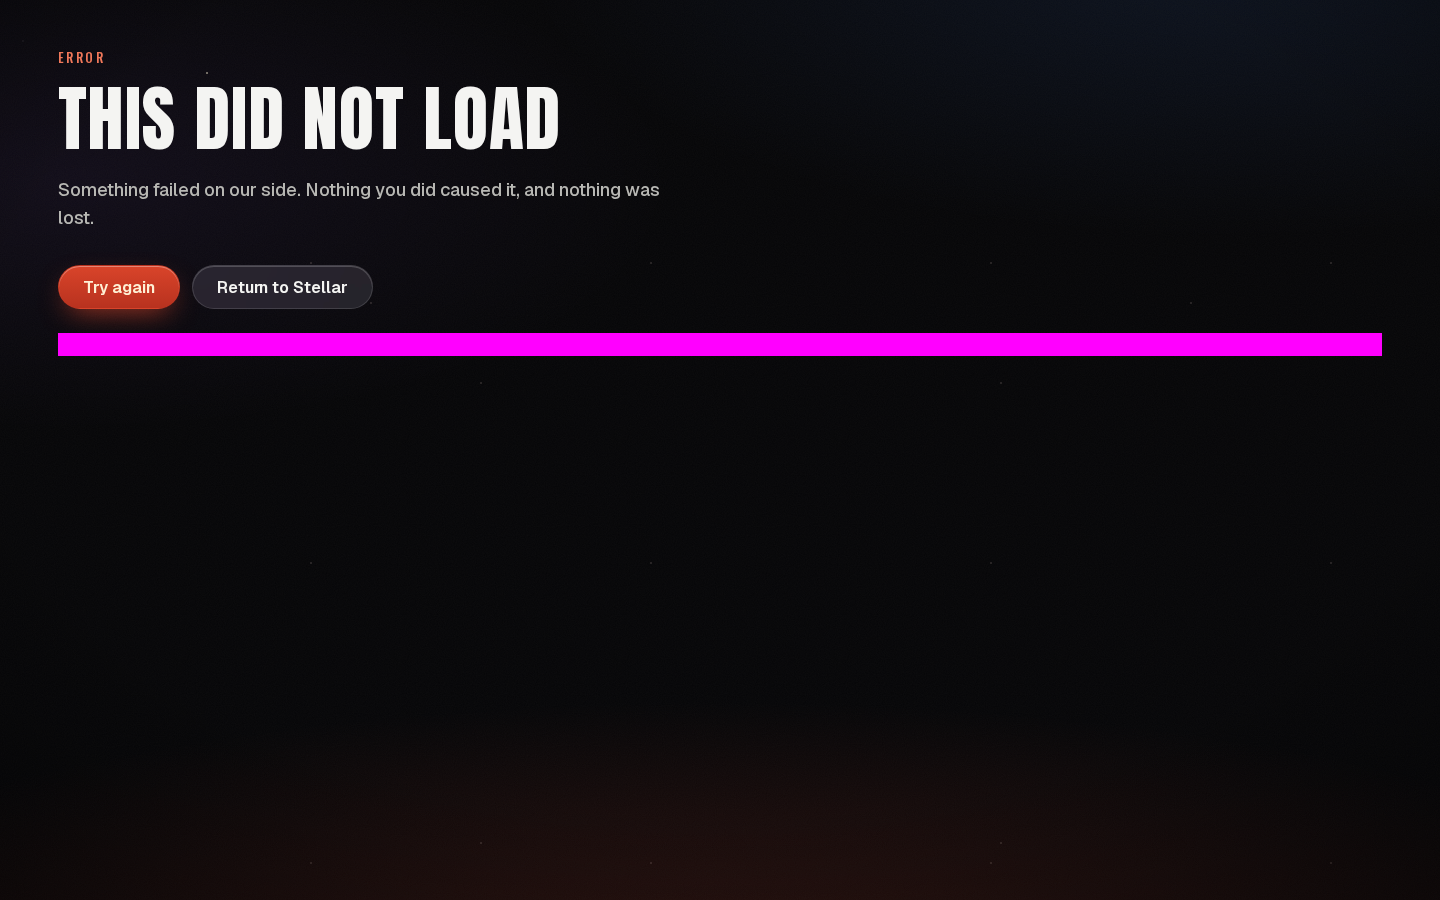 ERROR
THIS DID NOT LOAD
Something failed on our side. Nothing you did caused it, and nothing was
lost.
Try again
Return to Stellar